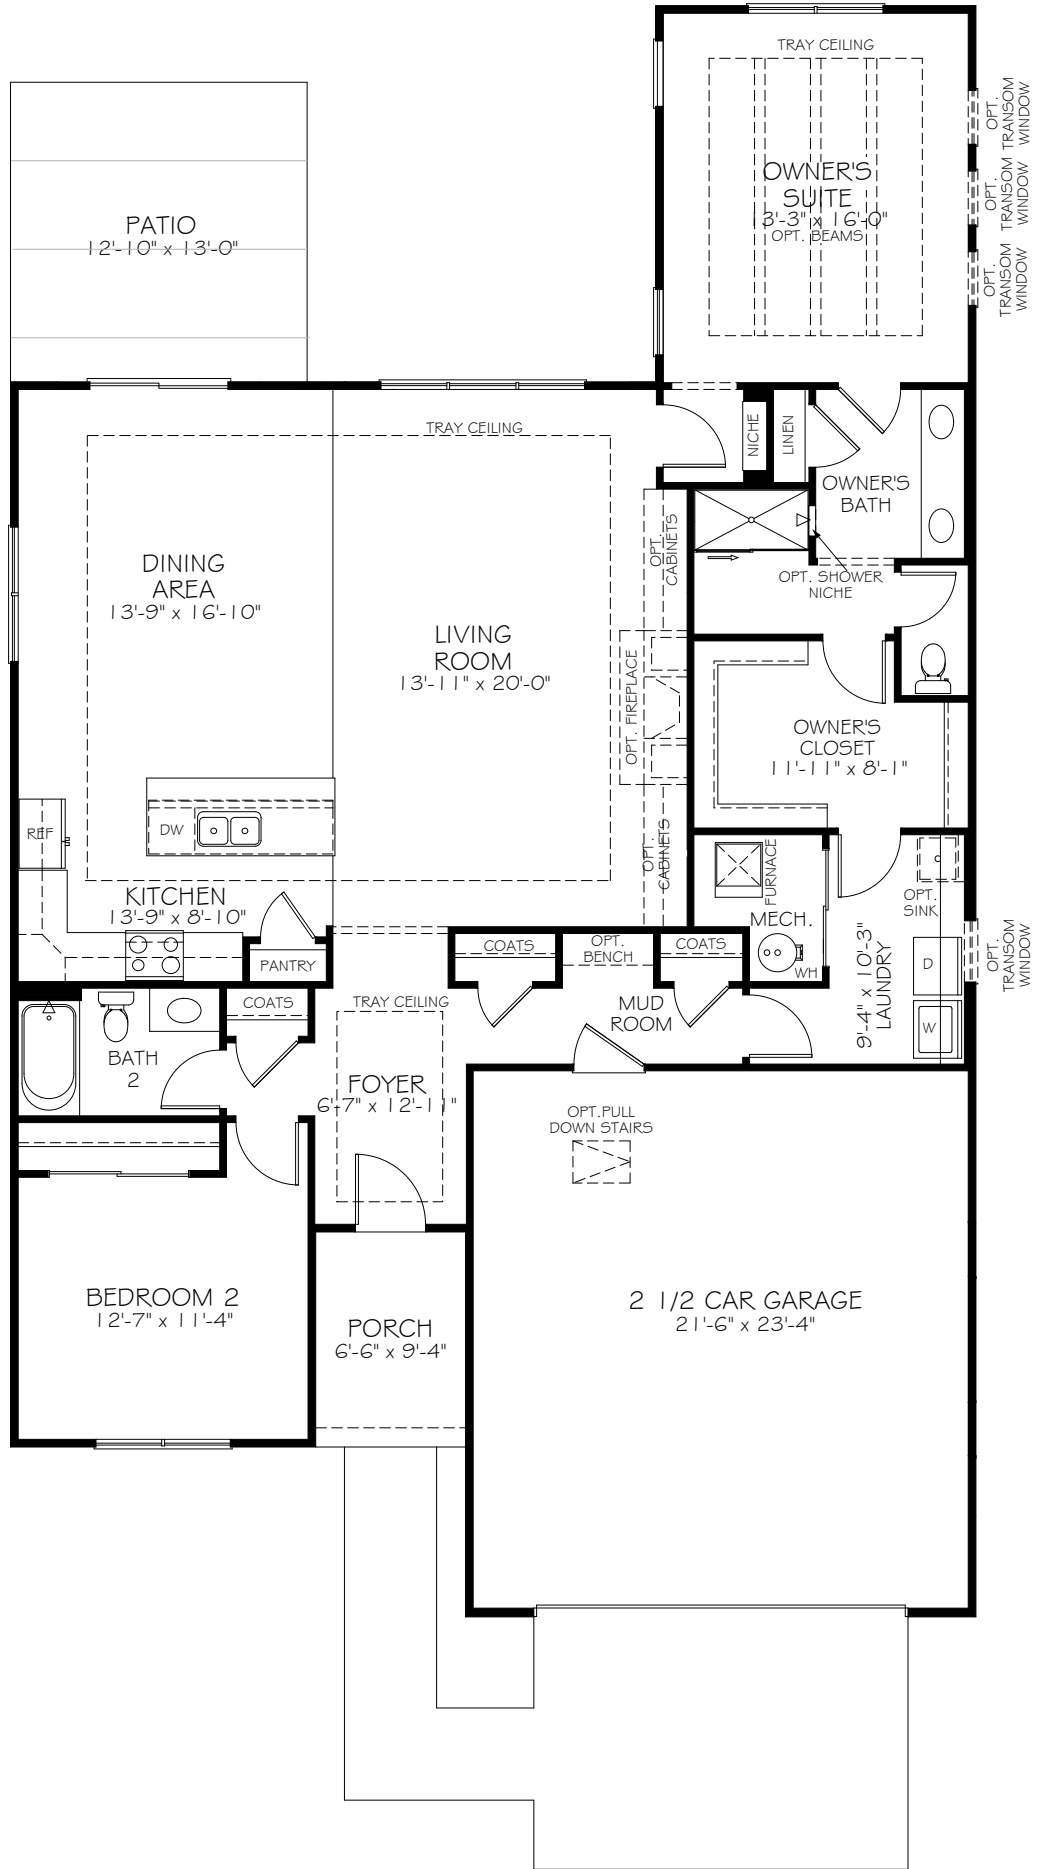 TRAY CEILING
OPT.
TRANSOM
WINDOW
OWNER'S
SUITE
13'-3" x 16'-0"
OPT. BEAMS
OPT.
TRANSOM
WINDOW
OPT.
TRANSOM
WINDOW
PATIO
12'-10" x 13'-0"
TRAY CEILING
NICHE
LINEN
OWNER'S
BATH
OPT.
CABINETS
OPT. SHOWER
NICHE
DINING
AREA
13'-9" x 16'-10"
LIVING
ROOM
13'-11" x 20'-0"
OPT. FIREPLACE
OWNER'S
CLOSET
11'-11" x 8'-1"
REF
DW
OPT.
CABINETS
FURNACE
MECH.
WH
OPT.
SINK
KITCHEN
13'-9" x 8'-10"
PANTRY
COATS
OPT.
BENCH
COATS
9'-4" x 10'-3"
LAUNDRY
D
W
OPT.
TRANSOM
WINDOW
COATS
TRAY CEILING
MUD
ROOM
BATH
2
FOYER
6'-7" x 12'-11"
OPT.PULL
DOWN STAIRS
BEDROOM 2
12'-7" x 11'-4"
PORCH
6'-6" x 9'-4"
2 1/2 CAR GARAGE
21'-6" x 23'-4"